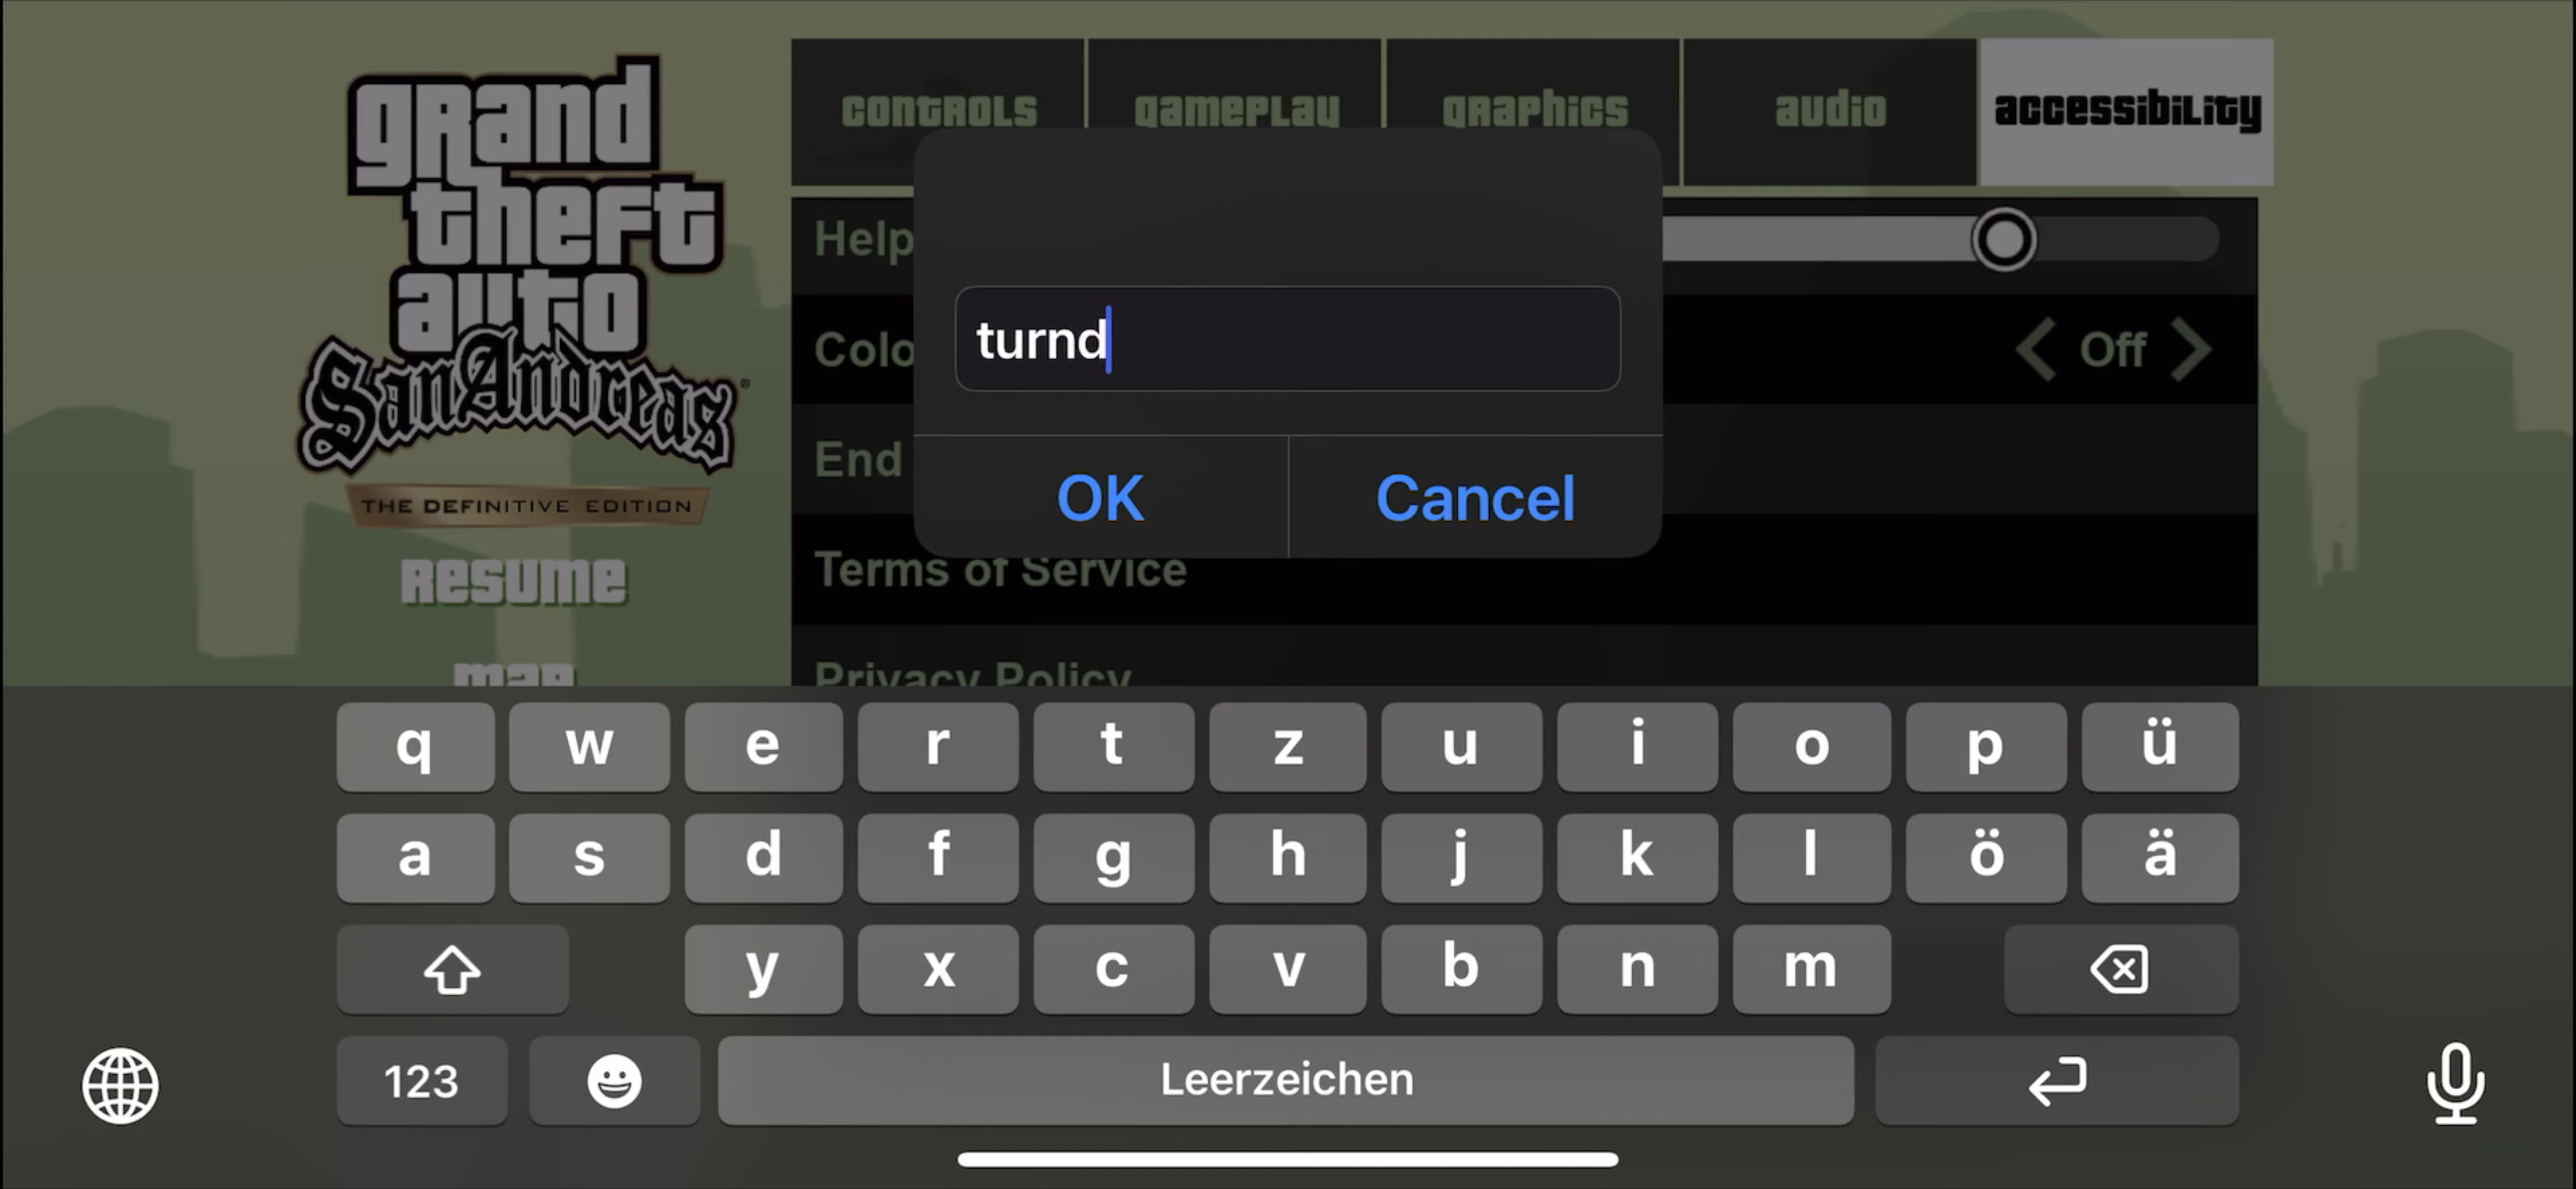 grand
theft
auto
San Andreas
THE DEFINITIVE EDITION
RESUME
map
controls gameplay graphics audio accessibility
Help
Colo
Off
End
Terms of Service
Privacy Policy
turnd
OK Cancel
q w e r t z u i o p ü
a s d f g h j k l ö ä
y x c v b n m
123 Leerzeichen